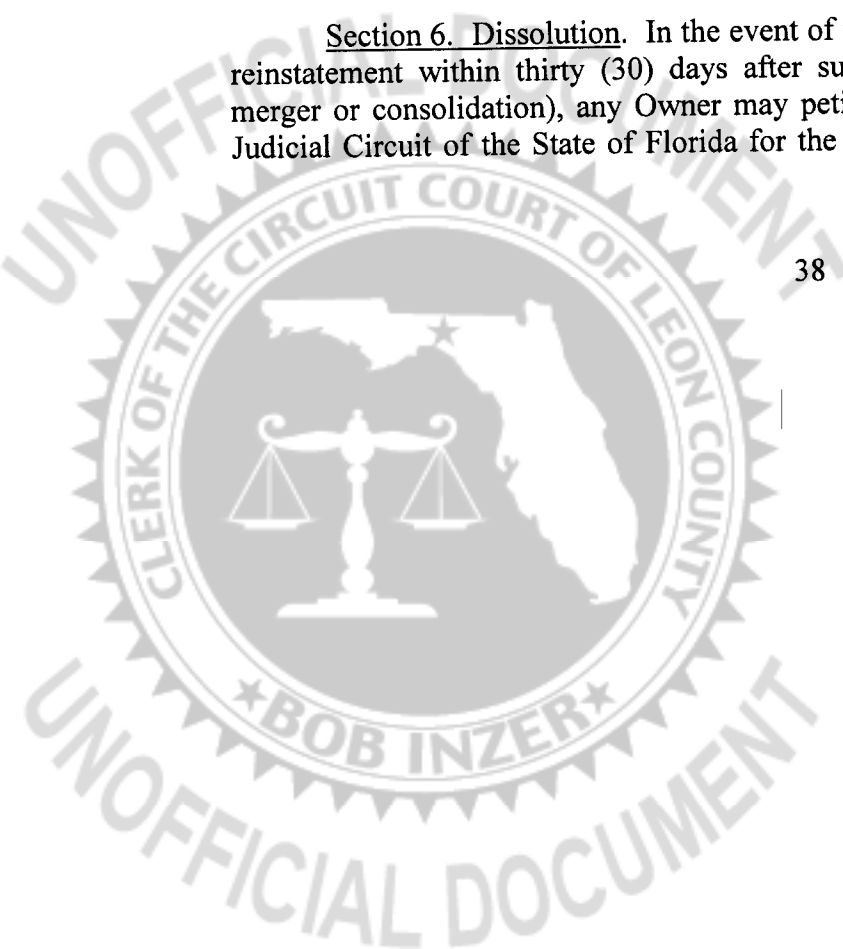 UNOFFICIAL DOCUMENT
Section 6. Dissolution. In the event of
reinstatement within thirty (30) days after su
merger or consolidation), any Owner may peti
Judicial Circuit of the State of Florida for the
38
CLERK OF THE CIRCUIT COURT OF LEON COUNTY
★BOB INZER★
UNOFFICIAL DOCUMENT